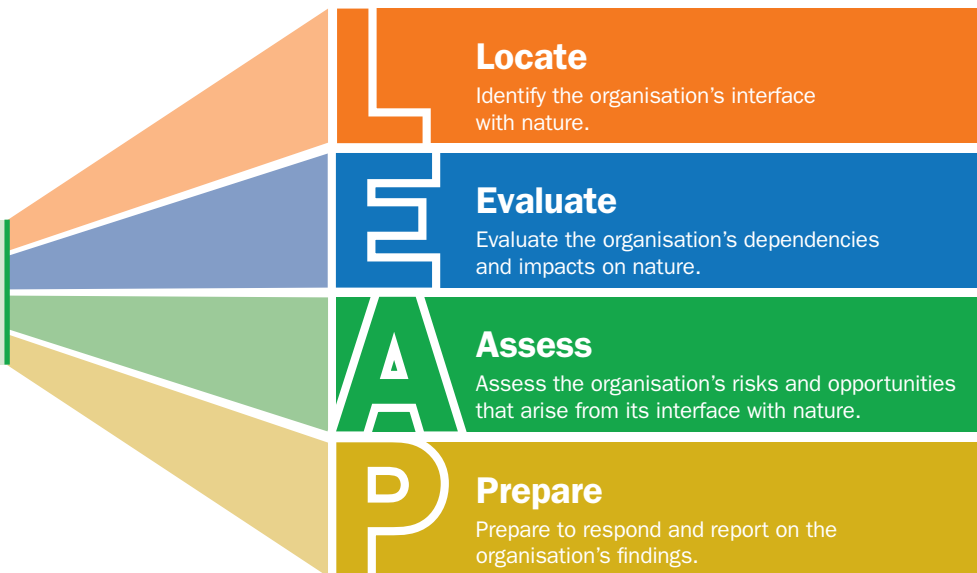 L
Locate
Identify the organisation’s interface
with nature.
E
Evaluate
Evaluate the organisation’s dependencies
and impacts on nature.
A
Assess
Assess the organisation’s risks and opportunities
that arise from its interface with nature.
P
Prepare
Prepare to respond and report on the
organisation’s findings.